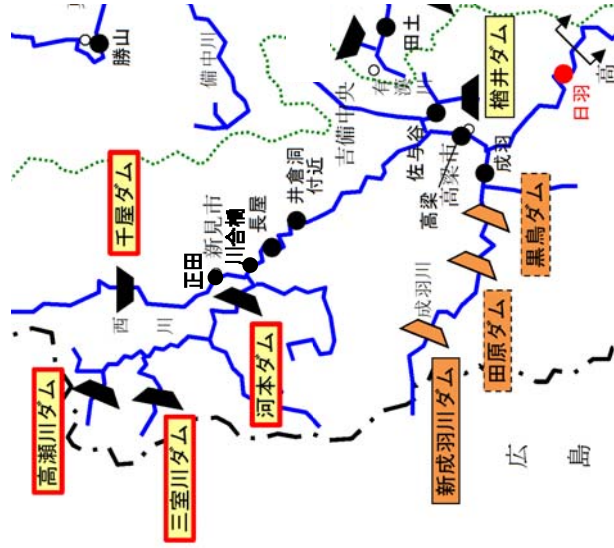 勝山
備中川
田土
有漢川
吉備中央
楢井ダム
高
日羽
佐与谷
高梁市
高梁
成羽
井倉洞
付近
長屋
川合橋
新見市
正田
千屋ダム
西川
高瀬川ダム
三室川ダム
河本ダム
成羽川
新成羽川ダム
田原ダム
黒鳥ダム
広島